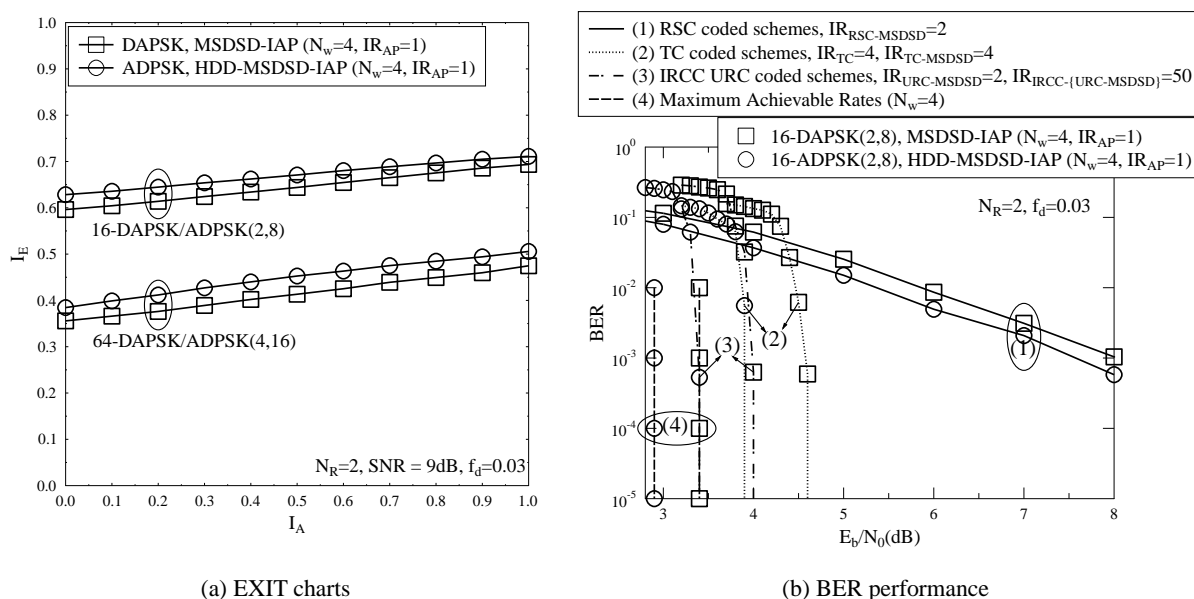 DAPSK, MSDSD-IAP (N_w=4, IR_AP=1)
ADPSK, HDD-MSDSD-IAP (N_w=4, IR_AP=1)
1.0
0.9
0.8
0.7
0.6
0.5
0.4
0.3
0.2
0.1
0.0
I_E
16-DAPSK/ADPSK(2,8)
64-DAPSK/ADPSK(4,16)
N_R=2, SNR = 9dB, f_d=0.03
0.0 0.1 0.2 0.3 0.4 0.5 0.6 0.7 0.8 0.9 1.0
I_A
(a) EXIT charts
(1) RSC coded schemes, IR_RSC-MSDSD=2
(2) TC coded schemes, IR_TC=4, IR_TC-MSDSD=4
(3) IRCC URC coded schemes, IR_URC-MSDSD=2, IR_IRCC-{URC-MSDSD}=50
(4) Maximum Achievable Rates (N_w=4)
16-DAPSK(2,8), MSDSD-IAP (N_w=4, IR_AP=1)
16-ADPSK(2,8), HDD-MSDSD-IAP (N_w=4, IR_AP=1)
N_R=2, f_d=0.03
10^0
10^-1
10^-2
10^-3
10^-4
10^-5
BER
(2)
(3)
(1)
(4)
3 4 5 6 7 8
E_b/N_0(dB)
(b) BER performance